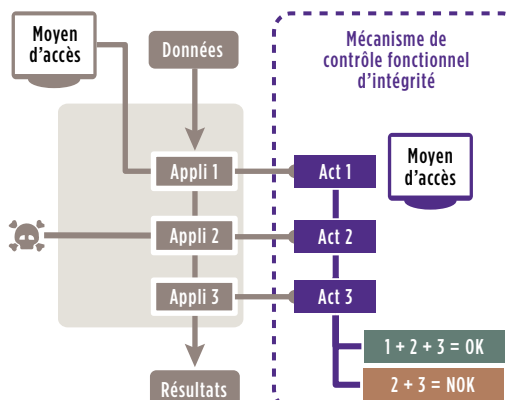 Moyen
d'accès
Données
Mécanisme de
contrôle fonctionnel
d'intégrité
Appli 1
Act 1
Moyen
d'accès
Appli 2
Act 2
Appli 3
Act 3
1 + 2 + 3 = OK
2 + 3 = NOK
Résultats